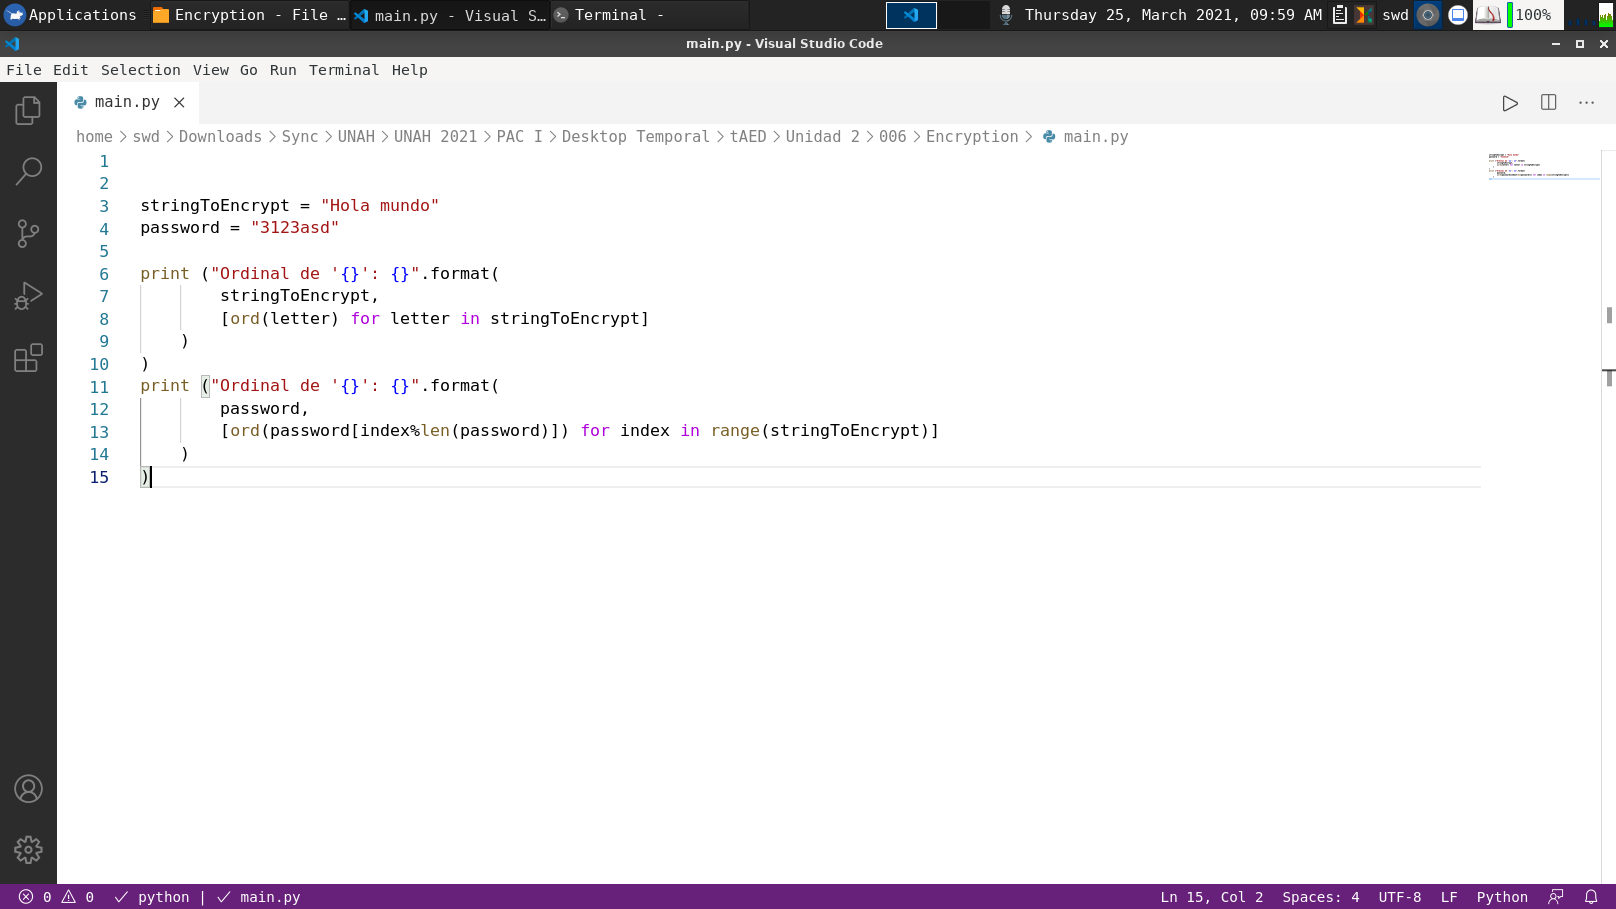 Applications Encryption - File ... main.py - Visual S... Terminal - Thursday 25, March 2021, 09:59 AM swd 100%
main.py - Visual Studio Code
File Edit Selection View Go Run Terminal Help
main.py
home > swd > Downloads > Sync > UNAH > UNAH 2021 > PAC I > Desktop Temporal > tAED > Unidad 2 > 006 > Encryption > main.py
1
2
3 stringToEncrypt = "Hola mundo"
4 password = "3123asd"
5
6 print ("Ordinal de '{}': {}".format(
7         stringToEncrypt,
8         [ord(letter) for letter in stringToEncrypt]
9     )
10 )
11 print ("Ordinal de '{}': {}".format(
12         password,
13         [ord(password[index%len(password)]) for index in range(stringToEncrypt)]
14     )
15 )
0 0 python | main.py Ln 15, Col 2 Spaces: 4 UTF-8 LF Python